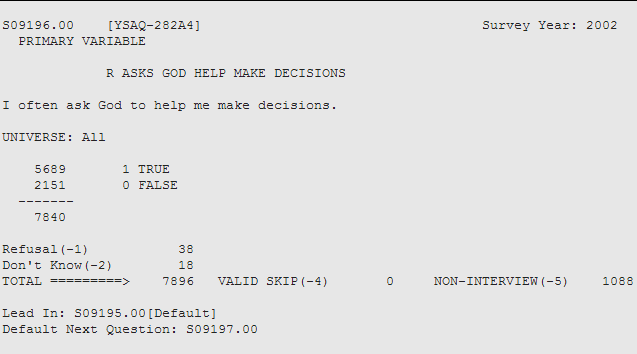 S09196.00 [YSAQ-282A4] Survey Year: 2002
PRIMARY VARIABLE
R ASKS GOD HELP MAKE DECISIONS
I often ask God to help me make decisions.
UNIVERSE: All
5689 1 TRUE
2151 0 FALSE
-------
7840
Refusal(-1) 38
Don't Know(-2) 18
TOTAL =========> 7896 VALID SKIP(-4) 0 NON-INTERVIEW(-5) 1088
Lead In: S09195.00[Default]
Default Next Question: S09197.00